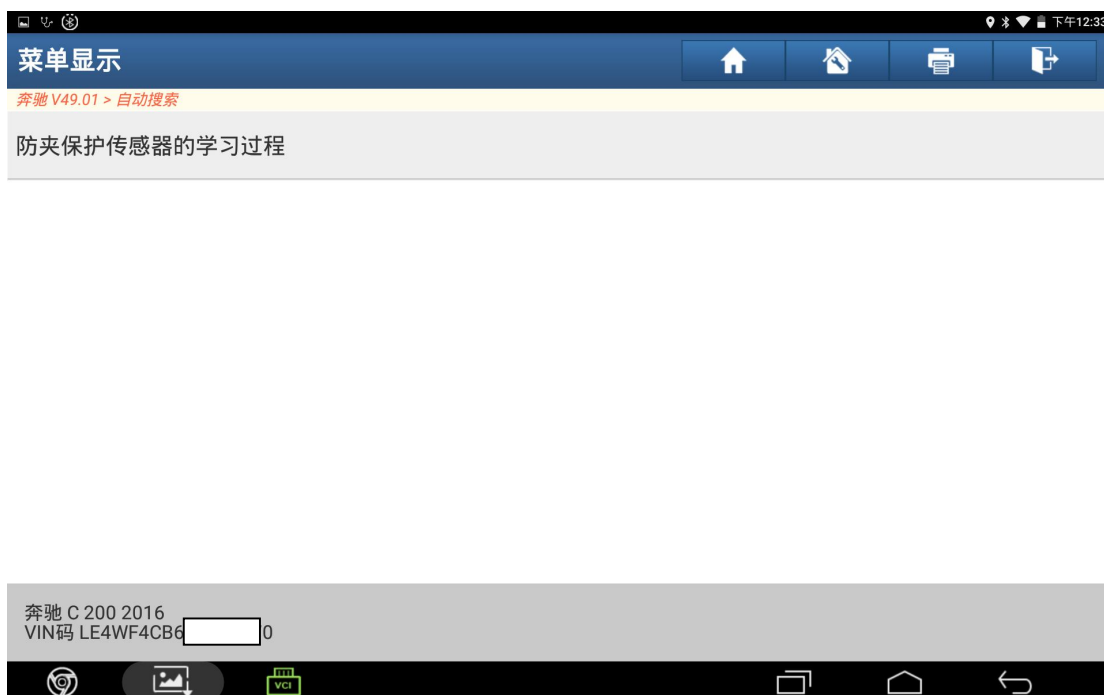 下午12:33
菜单显示
奔驰 V49.01 > 自动搜索
防夹保护传感器的学习过程
奔驰 C 200 2016
VIN码 LE4WF4CB6 0
VCI